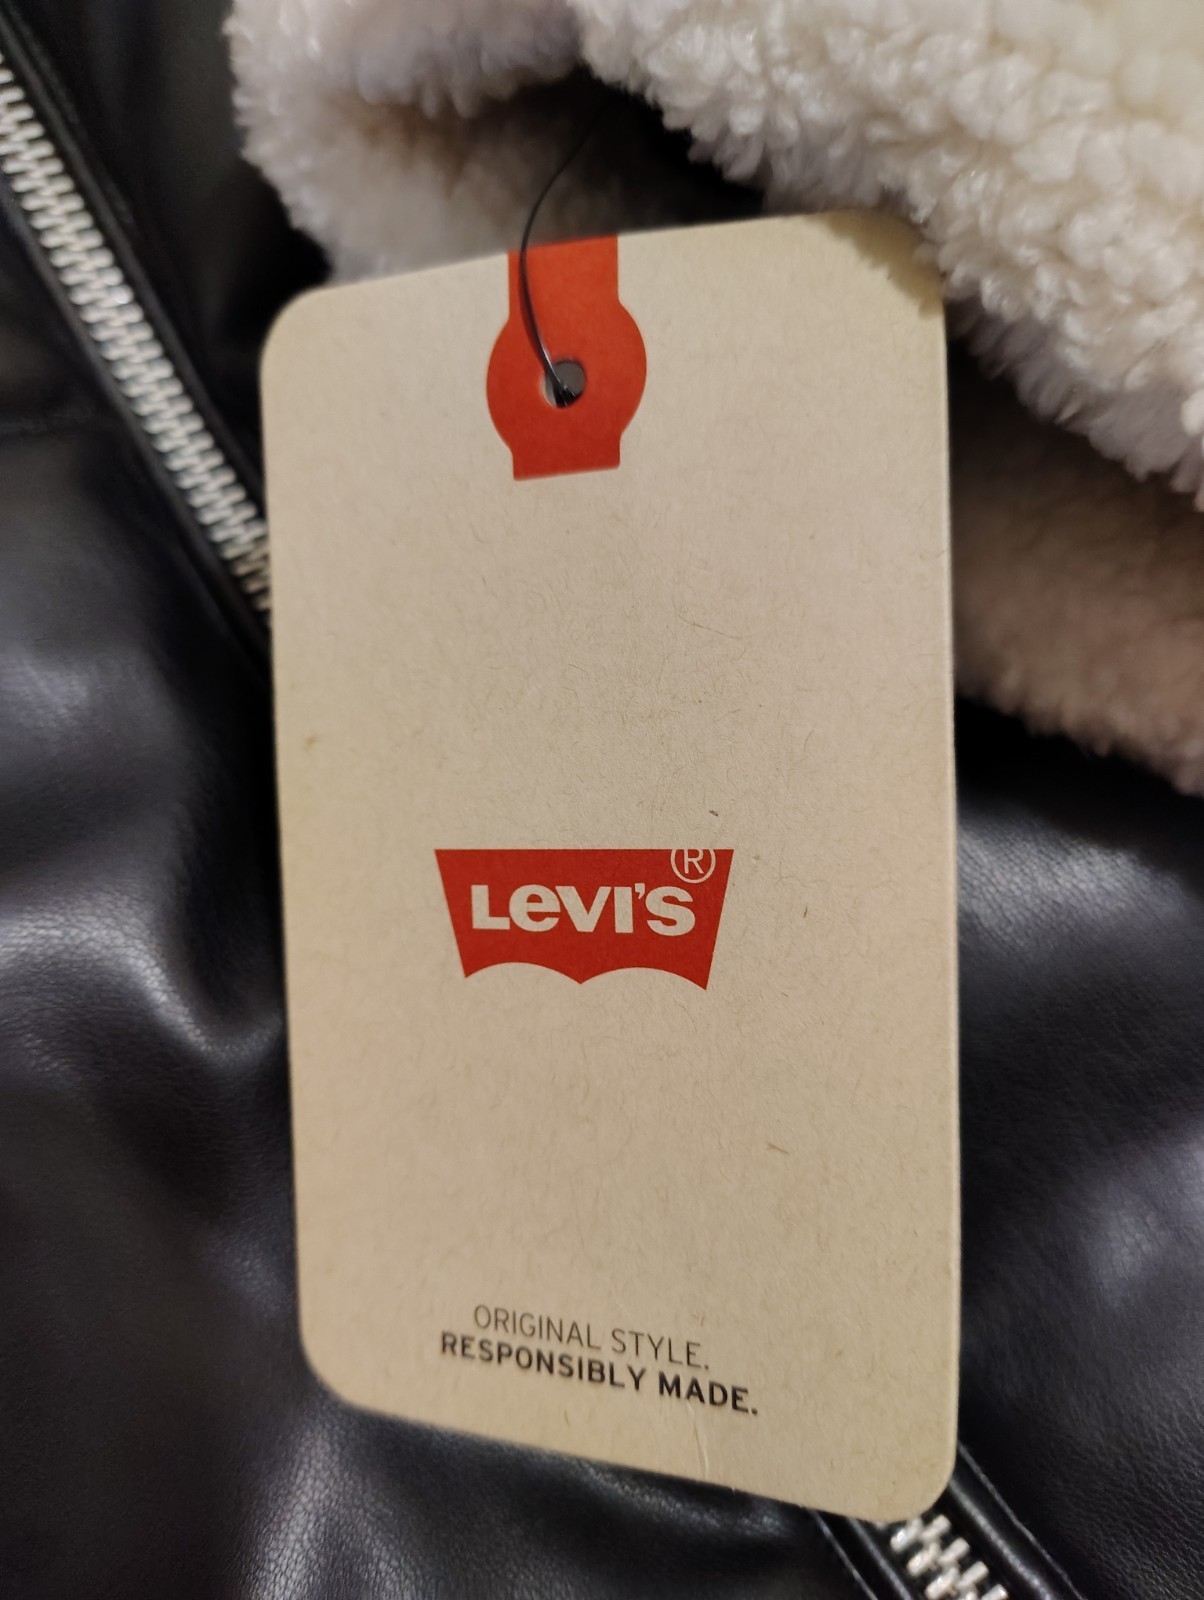 Levi's®
ORIGINAL STYLE.
RESPONSIBLY MADE.